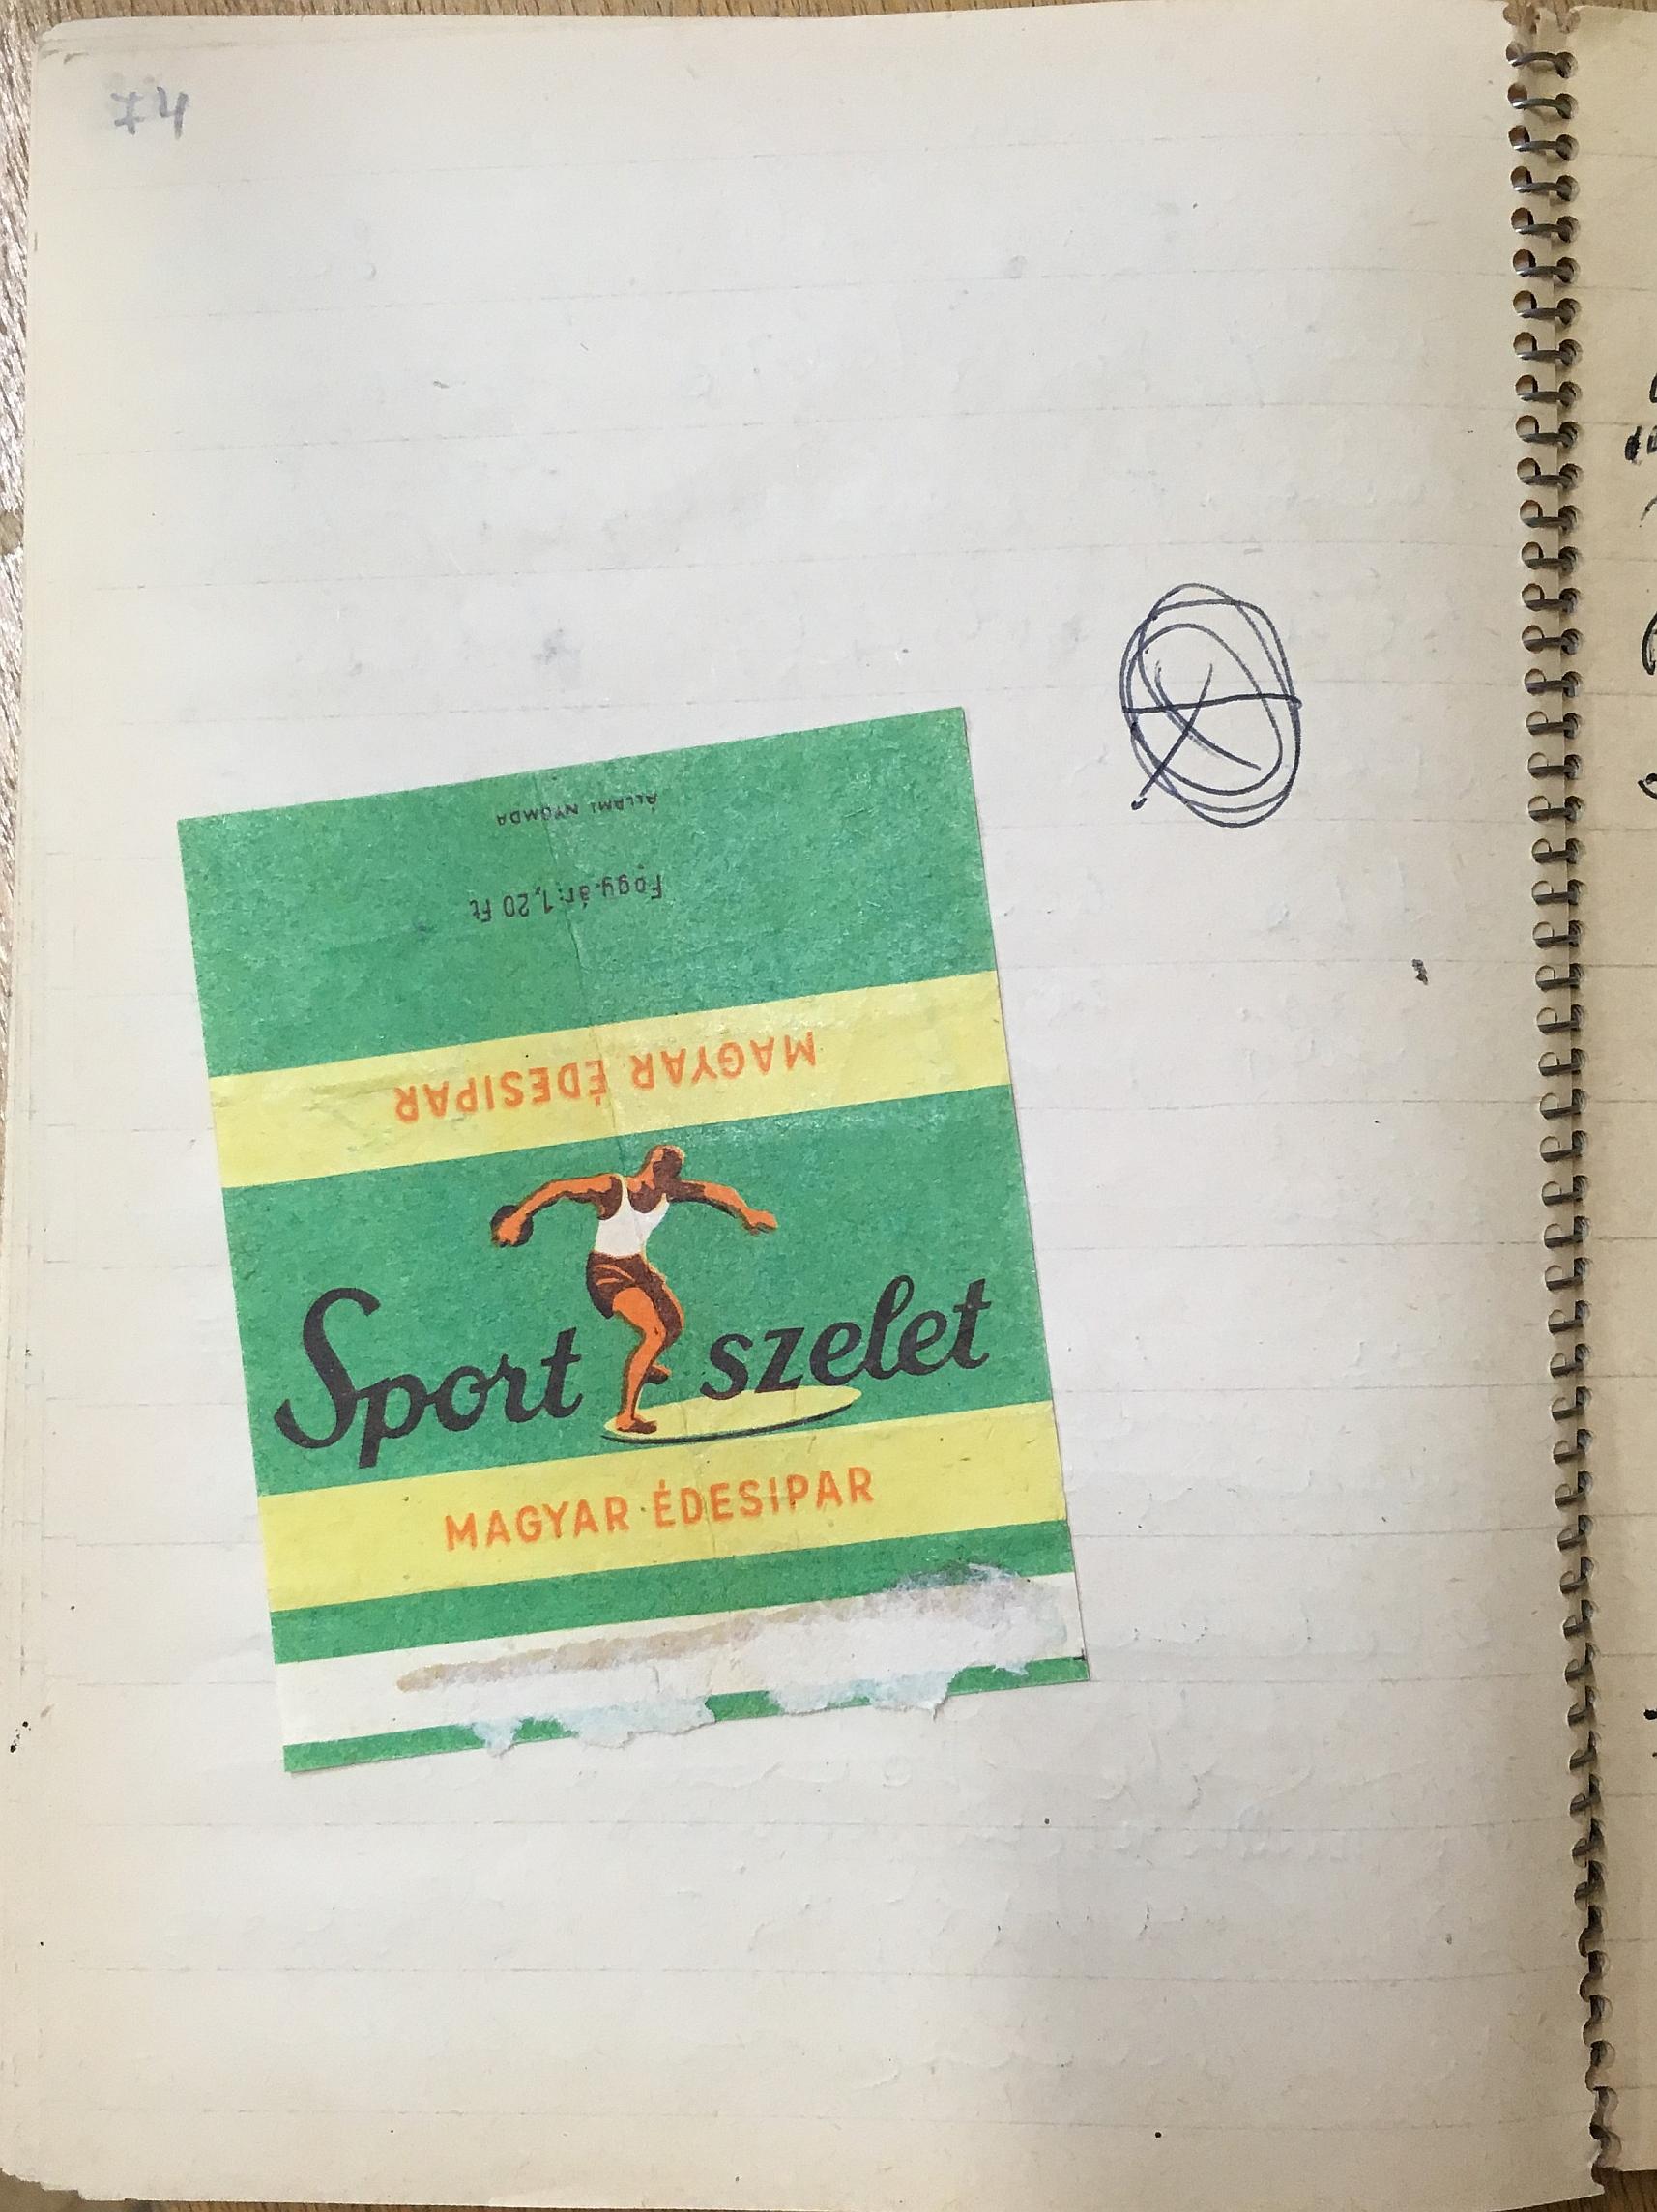 74
ÁLLAMI NYOMDA
Fogy. ár: 1,20 Ft
MAGYAR ÉDESIPAR
Sport szelet
MAGYAR ÉDESIPAR